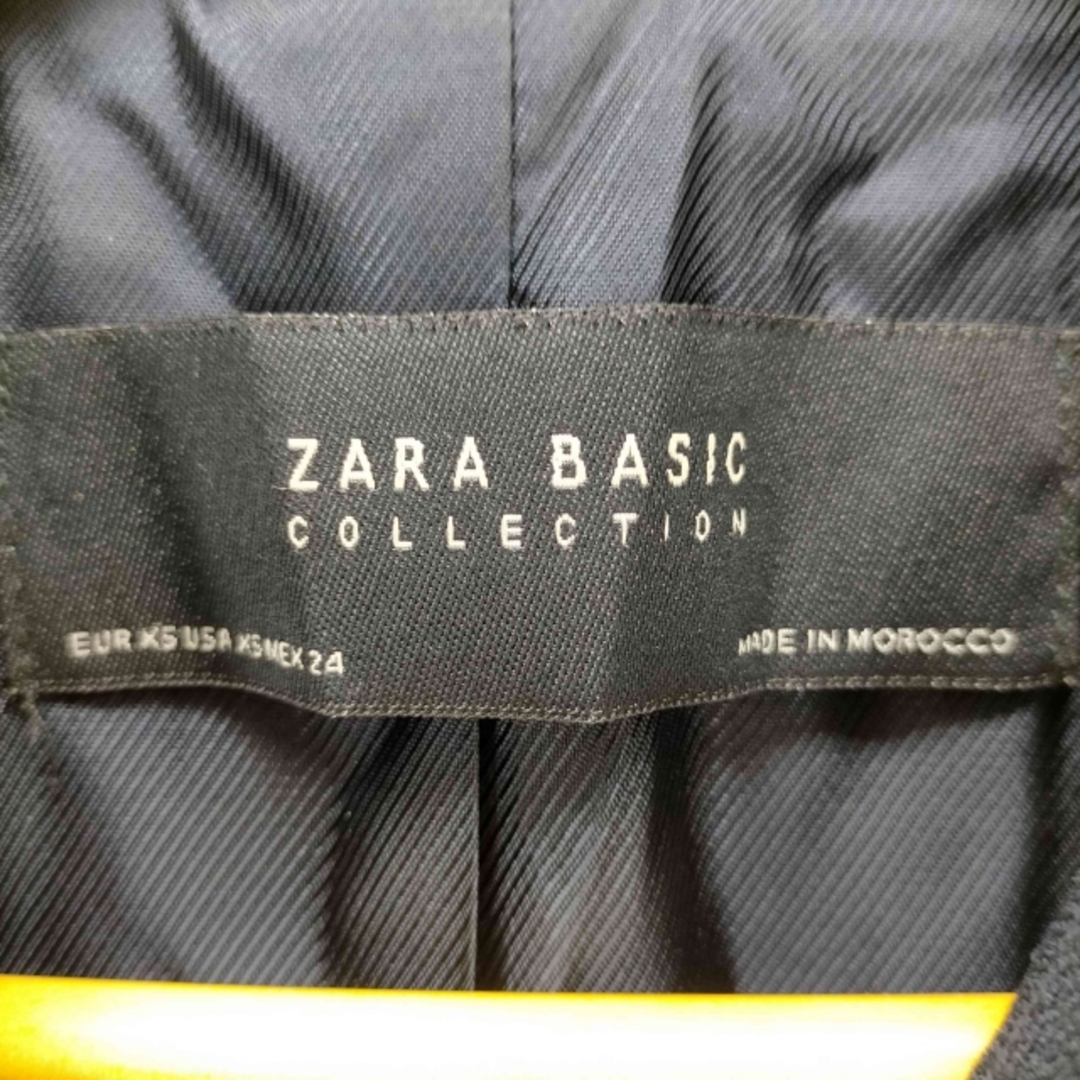 ZARA BASIC
COLLECTION
EUR XS USA XS MEX 24
MADE IN MOROCCO